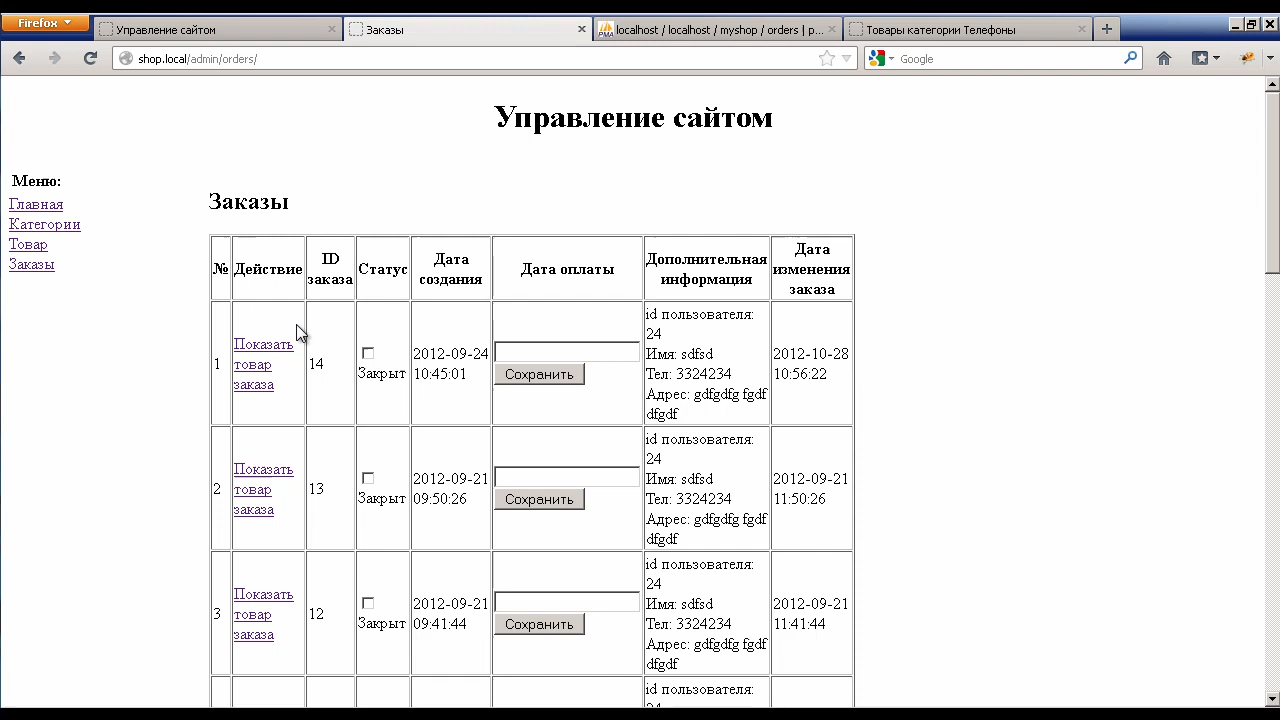 Firefox
Управление сайтом
Заказы
localhost / localhost / myshop / orders | p...
Товары категории Телефоны
shop.local/admin/orders/
Google
Управление сайтом
Меню:
Главная
Категории
Товар
Заказы
Заказы
№ Действие ID заказа Статус Дата создания Дата оплаты Дополнительная информация Дата изменения заказа
1
Показать
товар
заказа
14
Закрыт
2012-09-24
10:45:01
Сохранить
id пользователя:
24
Имя: sdfsd
Тел: 3324234
Адрес: gdfgdfg fgdf
dfgdf
2012-10-28
10:56:22
2
Показать
товар
заказа
13
Закрыт
2012-09-21
09:50:26
Сохранить
id пользователя:
24
Имя: sdfsd
Тел: 3324234
Адрес: gdfgdfg fgdf
dfgdf
2012-09-21
11:50:26
3
Показать
товар
заказа
12
Закрыт
2012-09-21
09:41:44
Сохранить
id пользователя:
24
Имя: sdfsd
Тел: 3324234
Адрес: gdfgdfg fgdf
dfgdf
2012-09-21
11:41:44
id пользователя:
24